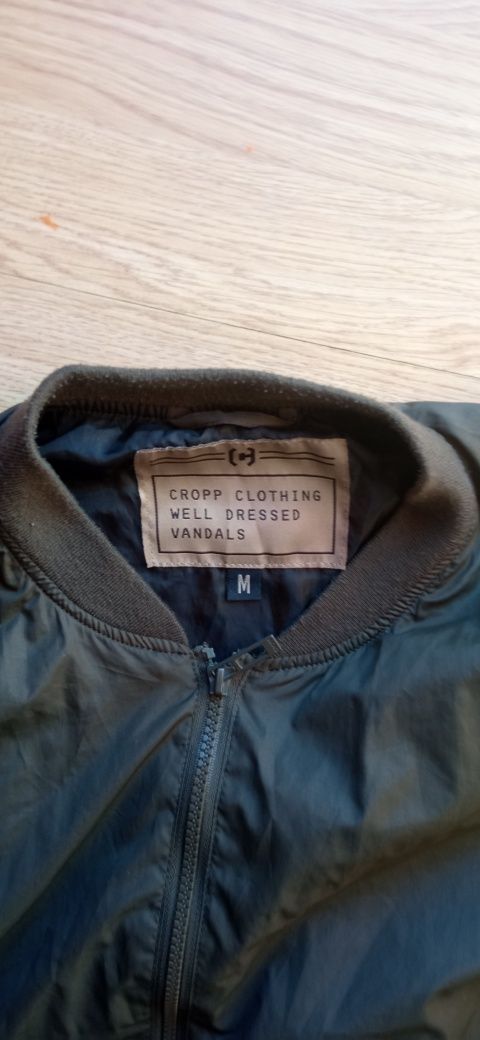 CROPP CLOTHING
WELL DRESSED
VANDALS
M